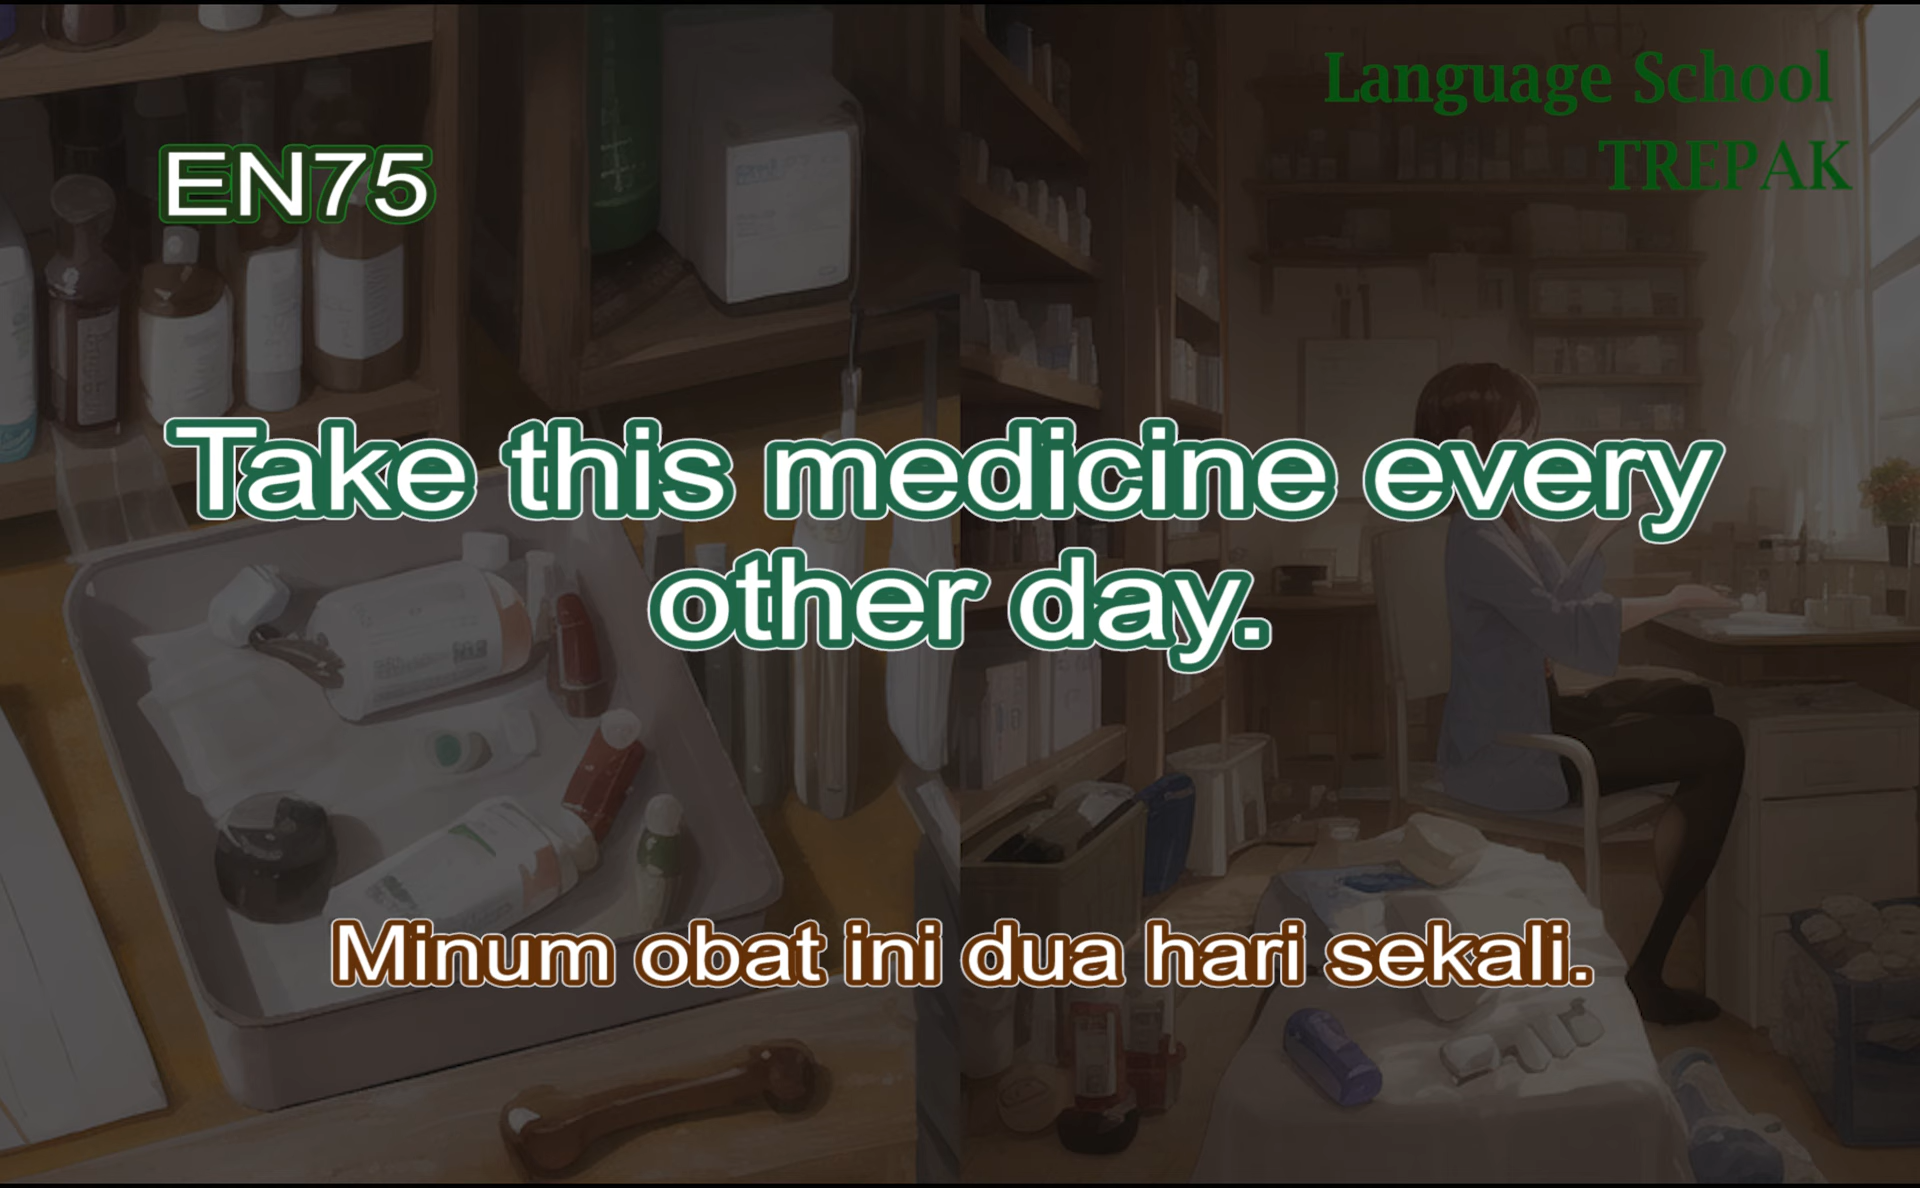 Language School
TREPAK
EN75
Take this medicine every
other day.
Minum obat ini dua hari sekali.